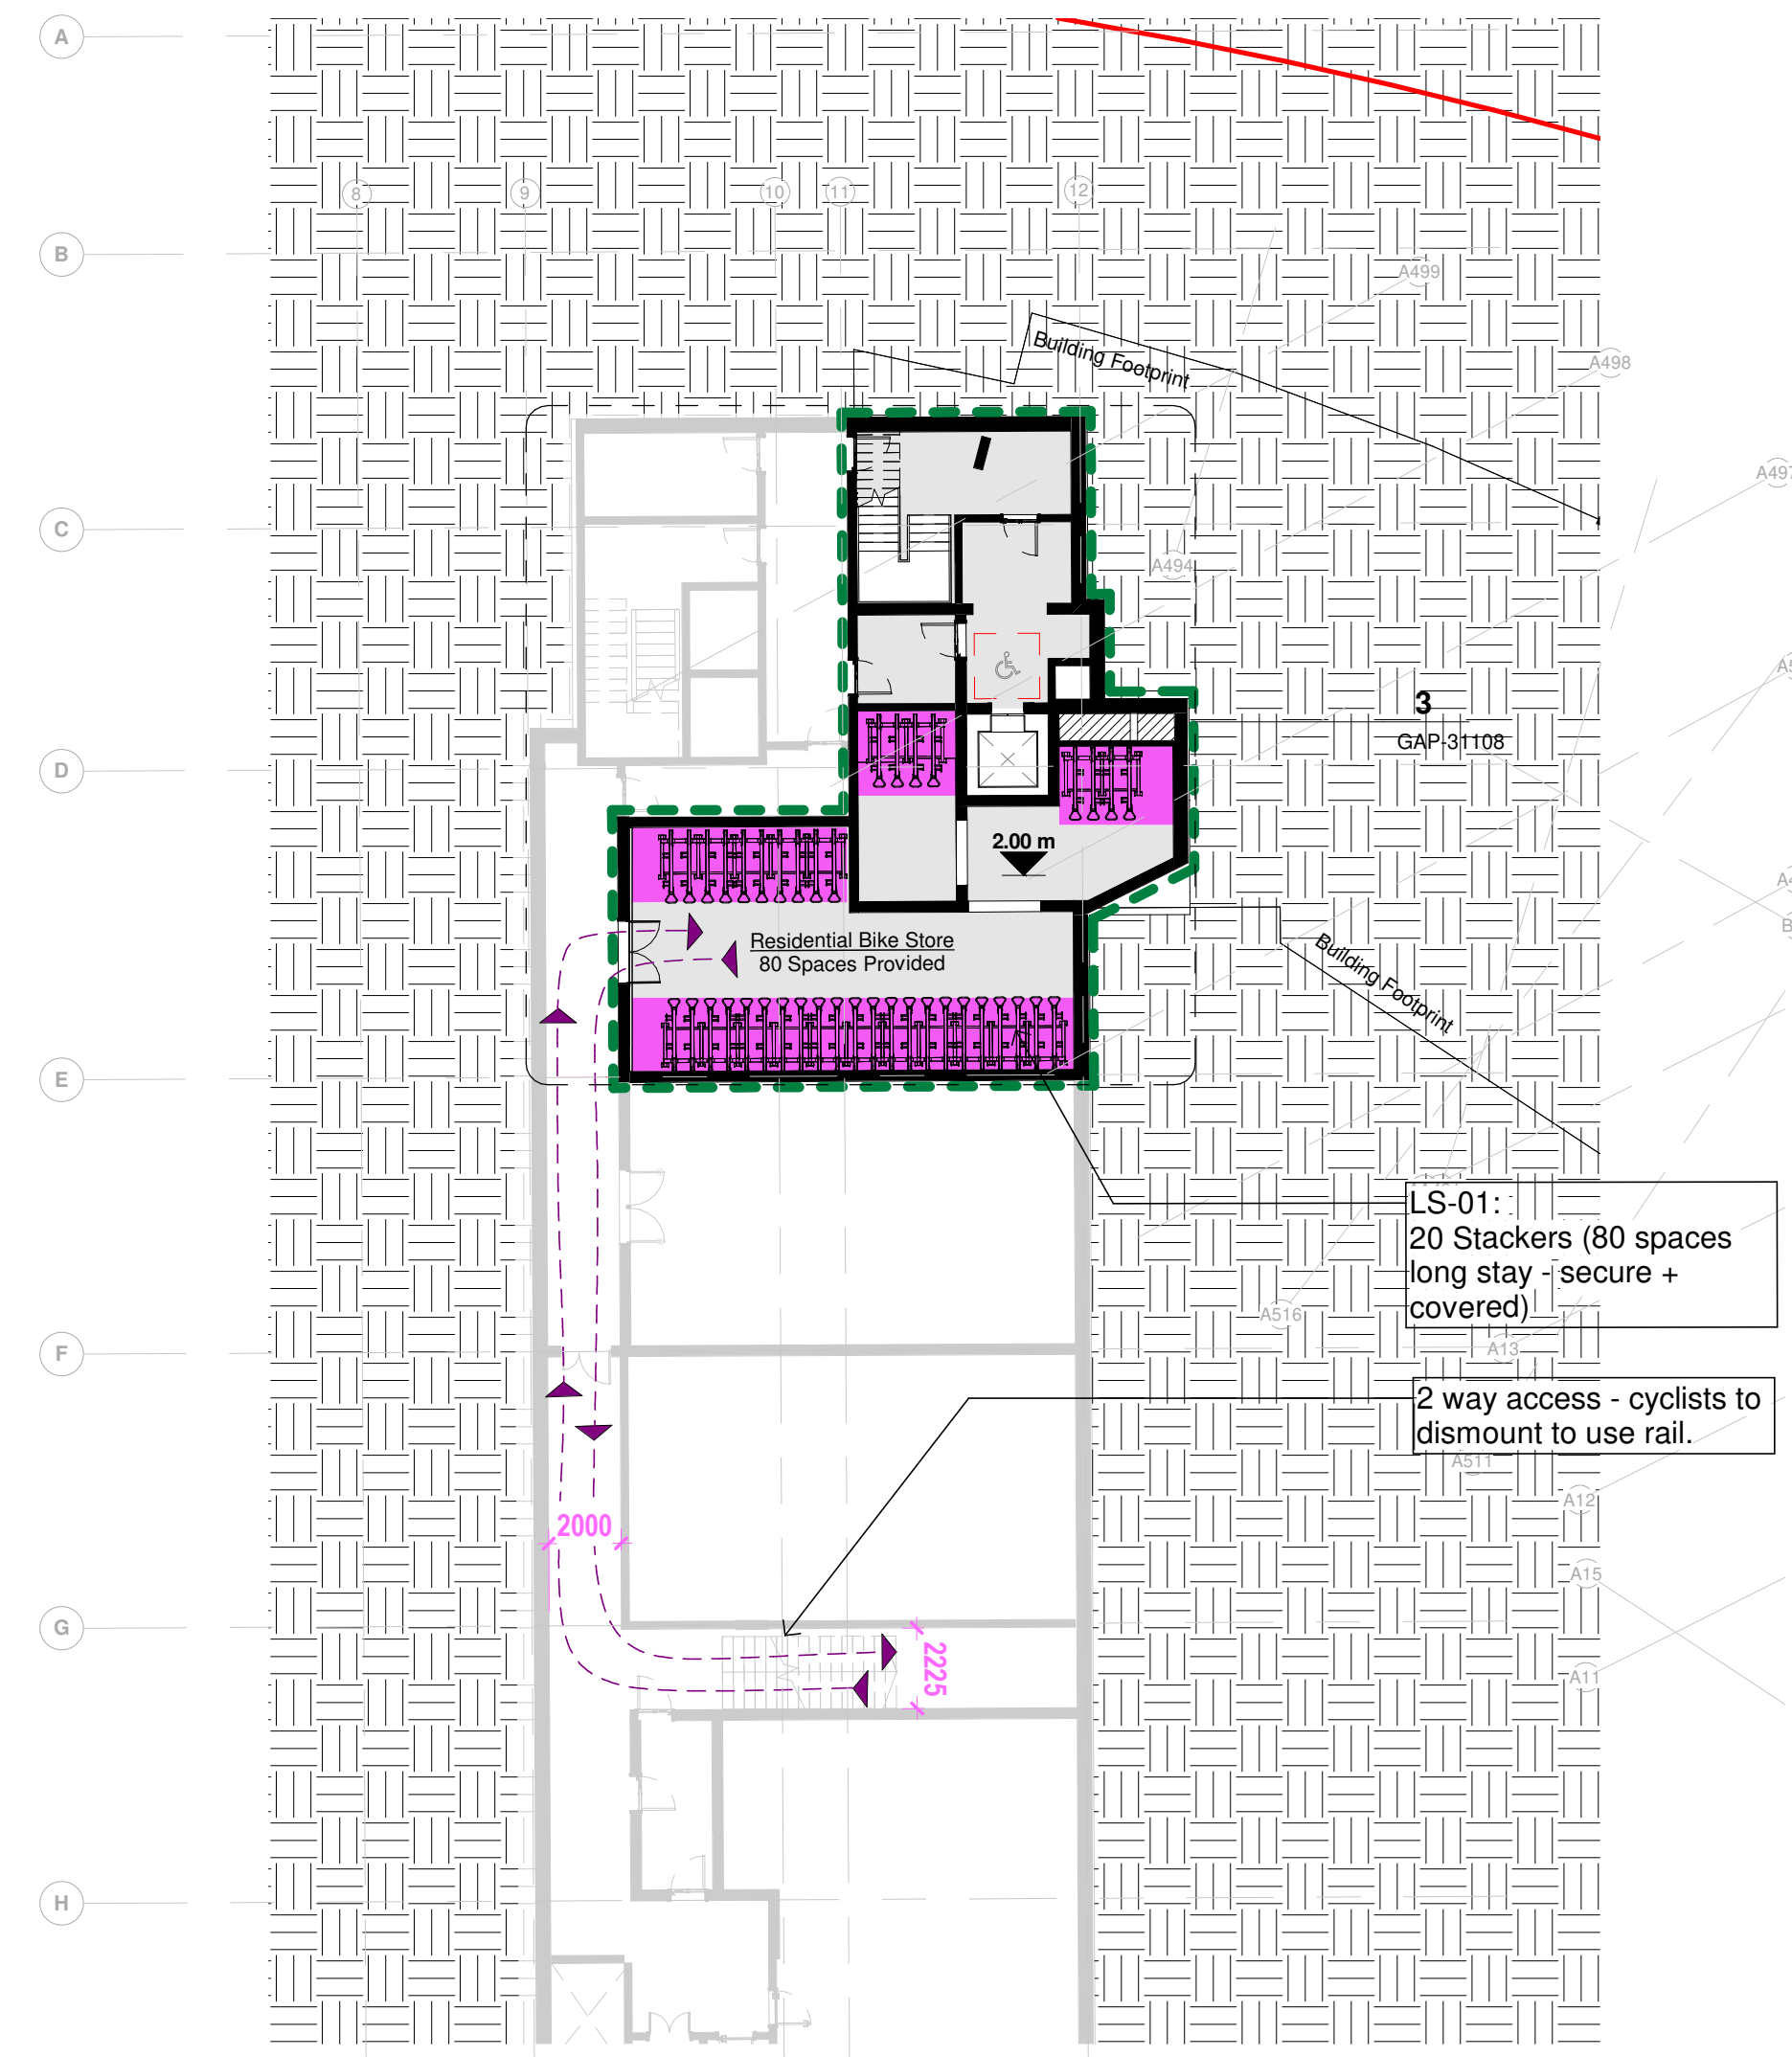 A
8
9
10
11
12
B
A499
Building Footprint
A498
A497
C
A494
3
GAP-31108
D
2.00 m
Residential Bike Store
80 Spaces Provided
Building Footprint
E
LS-01:
20 Stackers (80 spaces
long stay - secure +
covered)
A516
A13
F
2 way access - cyclists to
dismount to use rail.
A511
A12
2000
A15
G
2225
A11
H